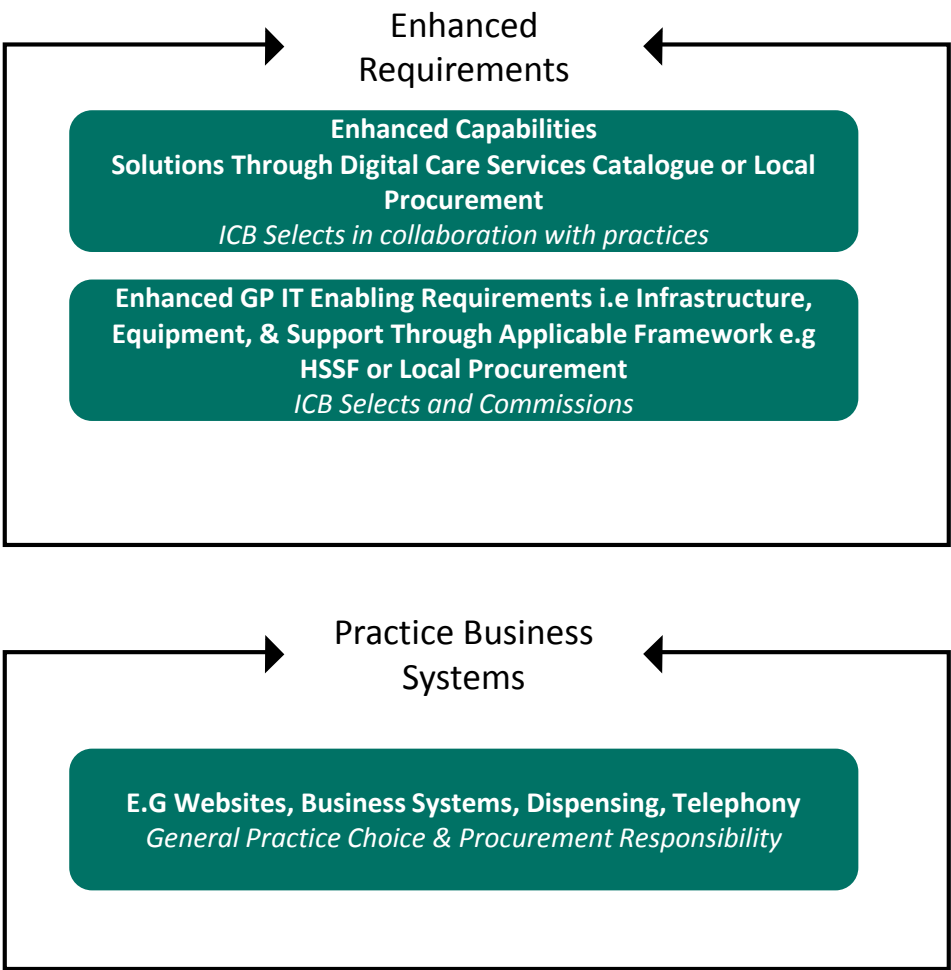 Enhanced
Requirements
Enhanced Capabilities
Solutions Through Digital Care Services Catalogue or Local
Procurement
ICB Selects in collaboration with practices
Enhanced GP IT Enabling Requirements i.e Infrastructure,
Equipment, & Support Through Applicable Framework e.g
HSSF or Local Procurement
ICB Selects and Commissions
Practice Business
Systems
E.G Websites, Business Systems, Dispensing, Telephony
General Practice Choice & Procurement Responsibility